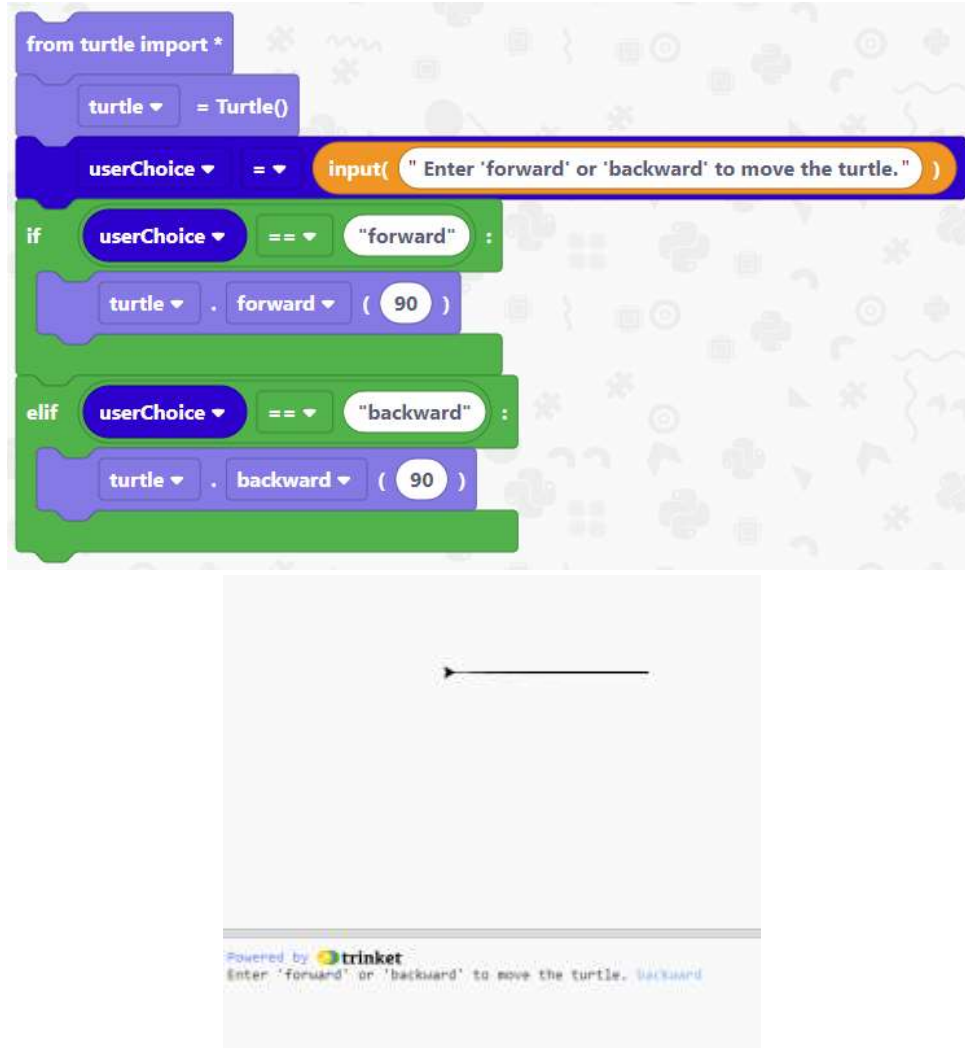 from turtle import *
turtle = Turtle()
userChoice = input( " Enter 'forward' or 'backward' to move the turtle. " )
if userChoice == "forward" :
turtle . forward ( 90 )
elif userChoice == "backward" :
turtle . backward ( 90 )
Powered by trinket
Enter 'forward' or 'backward' to move the turtle. backward